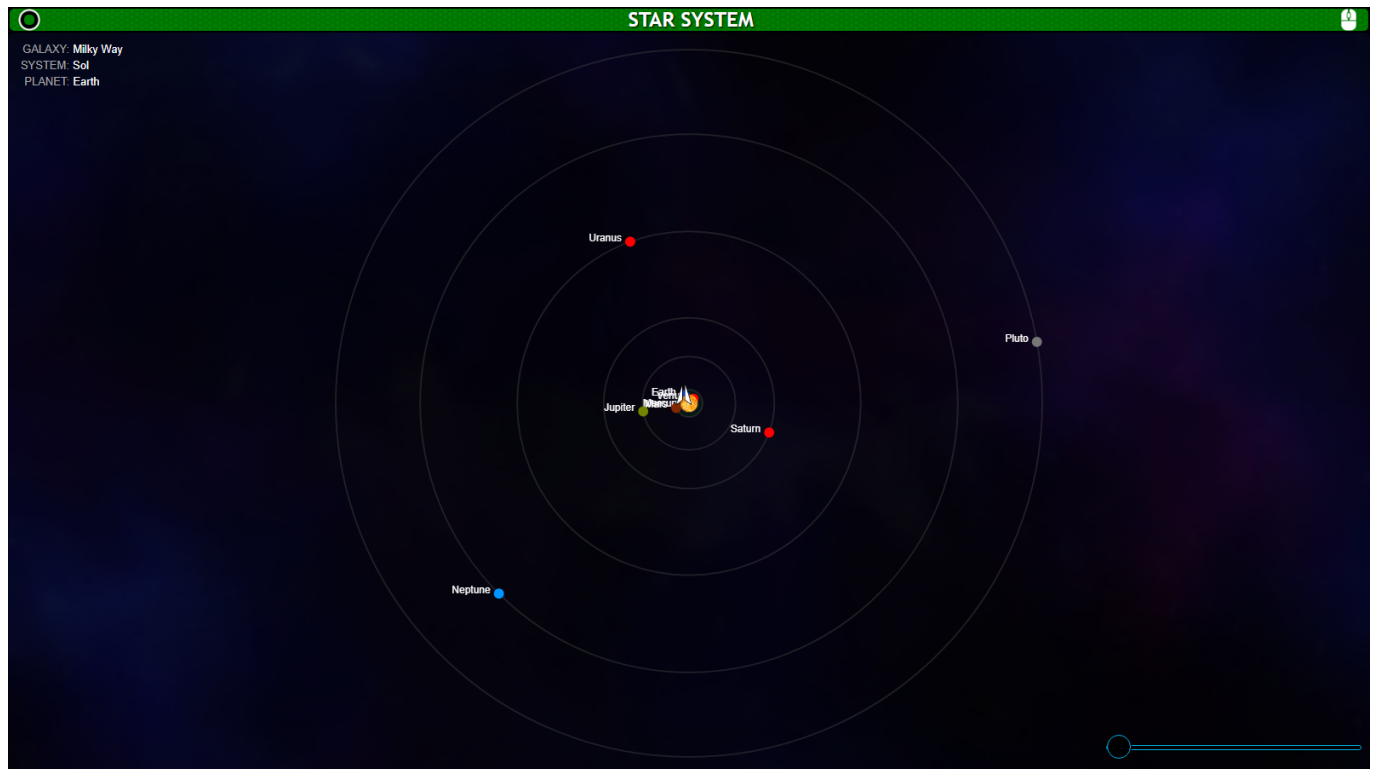 STAR SYSTEM
GALAXY: Milky Way
SYSTEM: Sol
PLANET: Earth
Uranus
Pluto
Earth
Jupiter
Saturn
Neptune